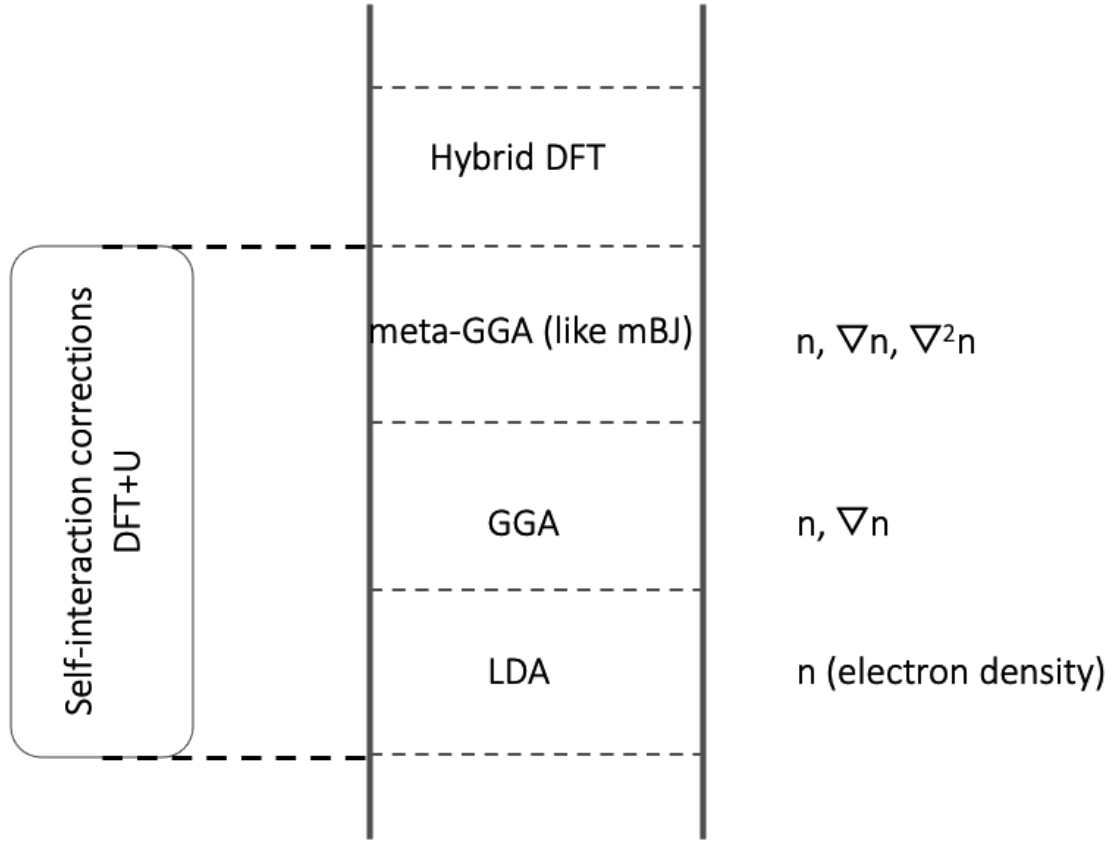 Hybrid DFT
meta-GGA (like mBJ)
n, ∇n, ∇²n
GGA
n, ∇n
LDA
n (electron density)
Self-interaction corrections
DFT+U